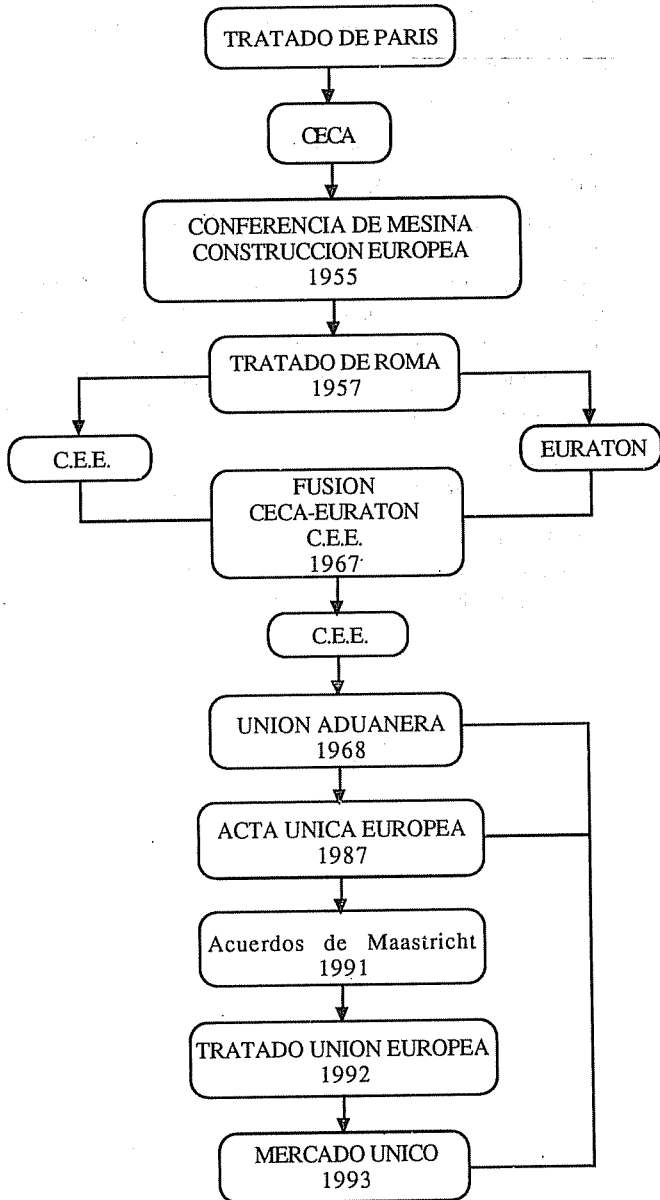 TRATADO DE PARIS
CECA
CONFERENCIA DE MESINA
CONSTRUCCION EUROPEA
1955
TRATADO DE ROMA
1957
C.E.E.
EURATON
FUSION
CECA-EURATON
C.E.E.
1967
C.E.E.
UNION ADUANERA
1968
ACTA UNICA EUROPEA
1987
Acuerdos de Maastricht
1991
TRATADO UNION EUROPEA
1992
MERCADO UNICO
1993